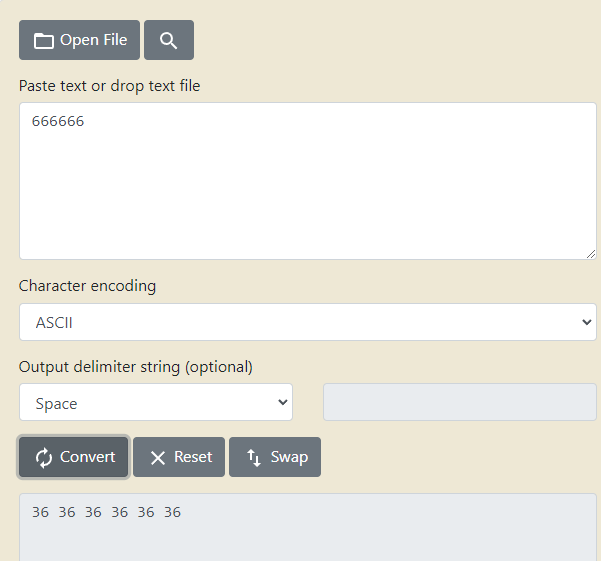 Open File
Paste text or drop text file
666666
Character encoding
ASCII
Output delimiter string (optional)
Space
Convert Reset Swap
36 36 36 36 36 36